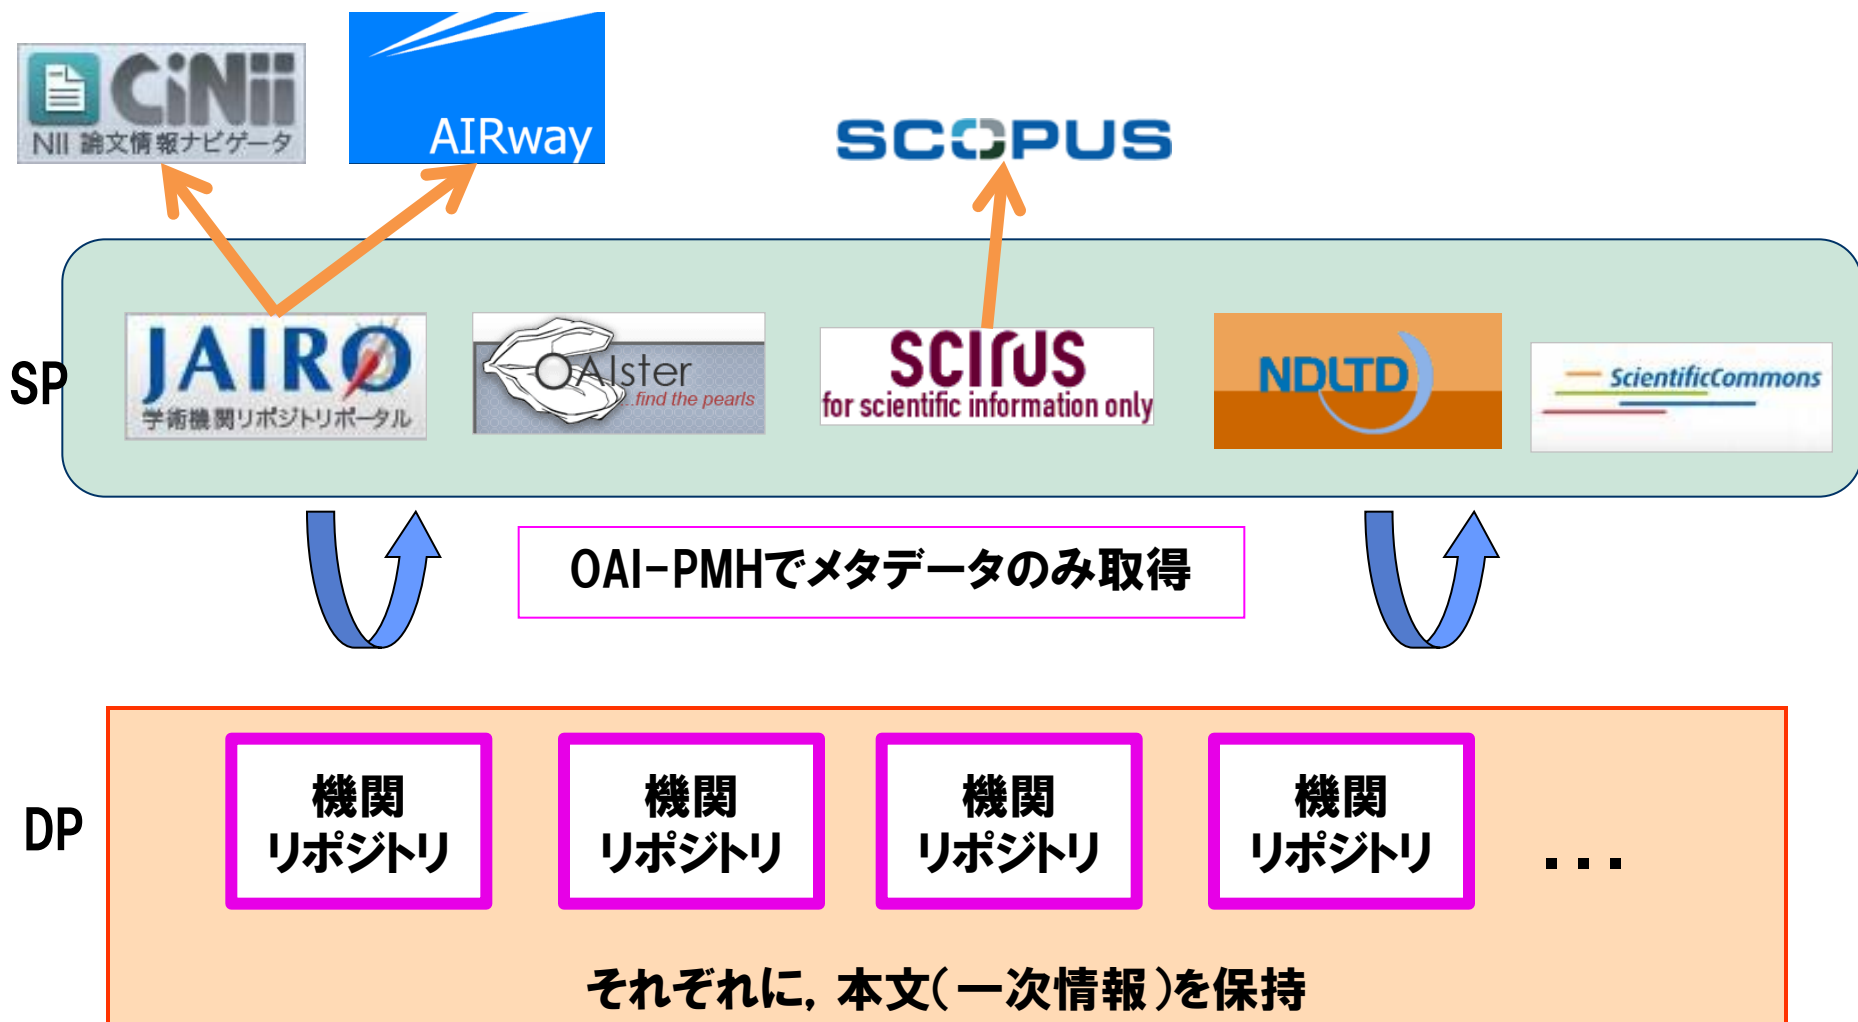 CiNii
NII 論文情報ナビゲータ
AIRway
SCOPUS
SP
JAIRO
学術機関リポジトリポータル
OAIster
...find the pearls
SCIRUS
for scientific information only
NDLTD
ScientificCommons
OAI-PMHでメタデータのみ取得
DP
機関
リポジトリ
機関
リポジトリ
機関
リポジトリ
機関
リポジトリ
...
それぞれに，本文（一次情報）を保持